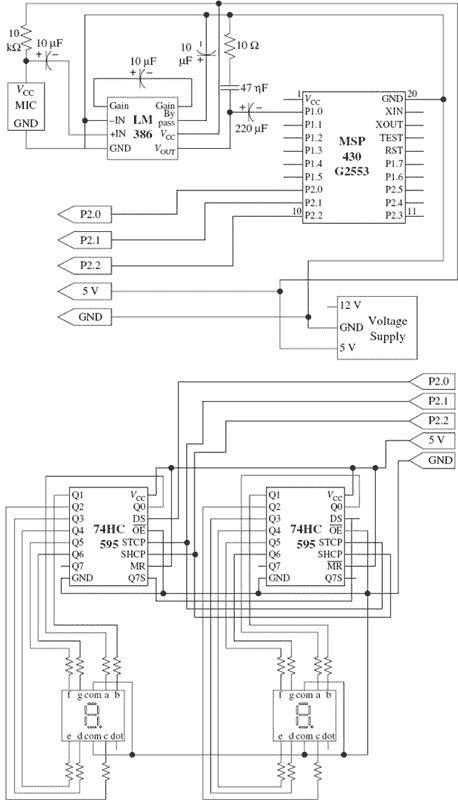 10
kΩ
10 µF
+ −
VCC
MIC
GND
10 µF
+ −
Gain
−IN
+IN
GND
LM
386
Gain
By
pass
VCC
VOUT
10
µF
−
+
10 Ω
47 ηF
+ −
220 µF
1
VCC
P1.0
P1.1
P1.2
P1.3
P1.4
P1.5
P2.0
P2.1
10
P2.2
MSP
430
G2553
20
GND
XIN
XOUT
TEST
RST
P1.7
P1.6
P2.5
P2.4
P2.3
11
P2.0
P2.1
P2.2
5 V
GND
12 V
GND
5 V
Voltage
Supply
P2.0
P2.1
P2.2
5 V
GND
Q1
Q2
Q3
Q4
Q5
Q6
Q7
GND
74HC
595
VCC
Q0
DS
OE
STCP
SHCP
MR
Q7S
Q1
Q2
Q3
Q4
Q5
Q6
Q7
GND
74HC
595
VCC
Q0
DS
OE
STCP
SHCP
MR
Q7S
f g com a b
e d com c dot
f g com a b
e d com c dot